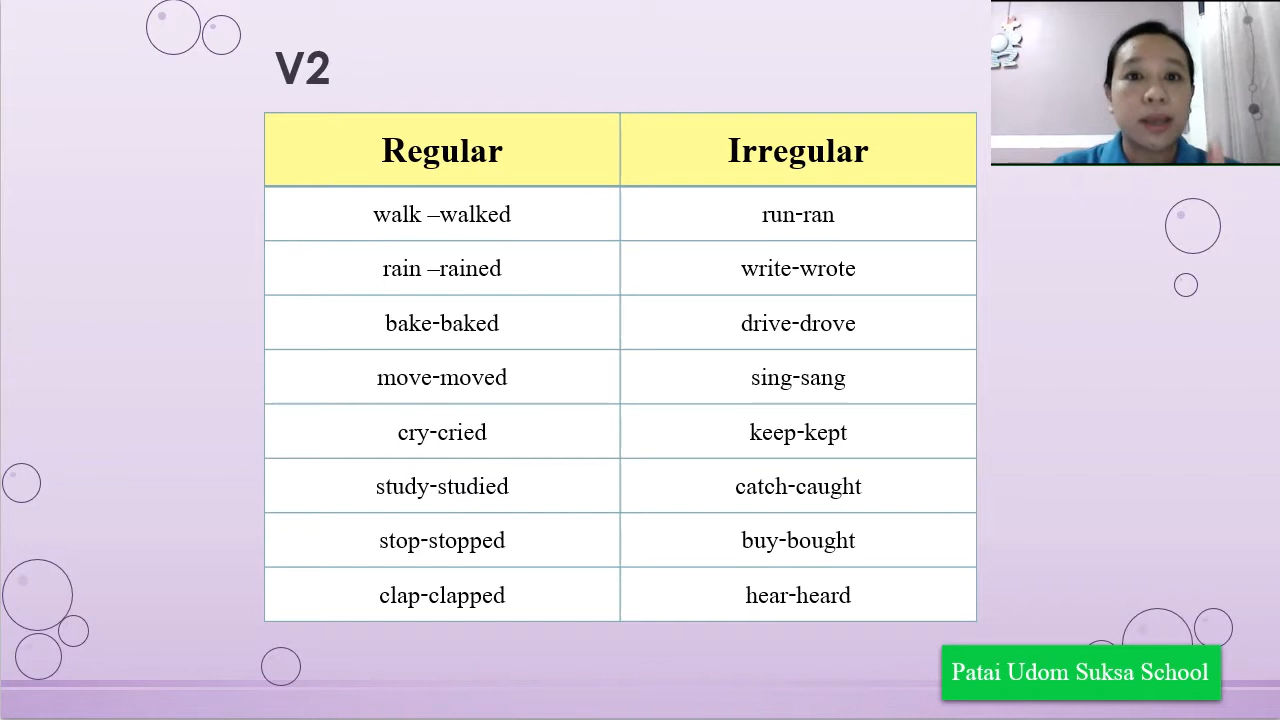 V2
Regular Irregular
walk –walked run-ran
rain –rained write-wrote
bake-baked drive-drove
move-moved sing-sang
cry-cried keep-kept
study-studied catch-caught
stop-stopped buy-bought
clap-clapped hear-heard
Patai Udom Suksa School